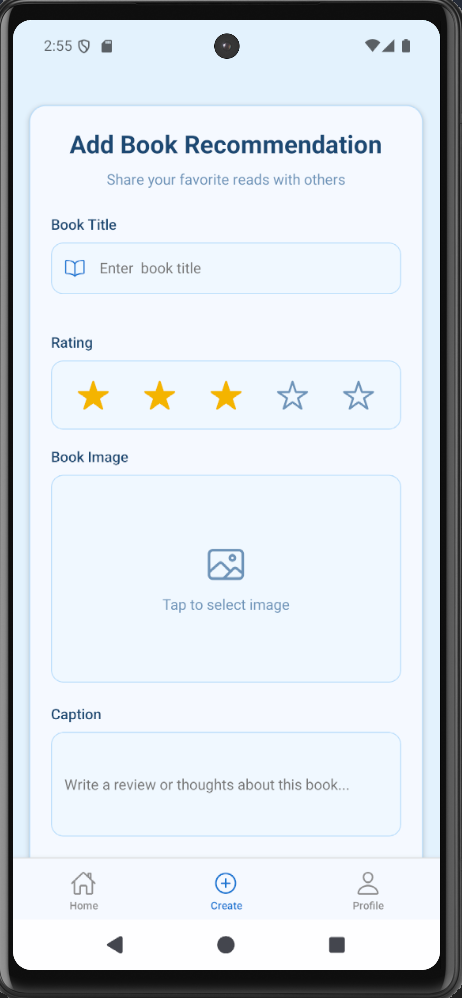 2:55
Add Book Recommendation
Share your favorite reads with others
Book Title
Enter  book title
Rating
Book Image
Tap to select image
Caption
Write a review or thoughts about this book...
Home
Create
Profile